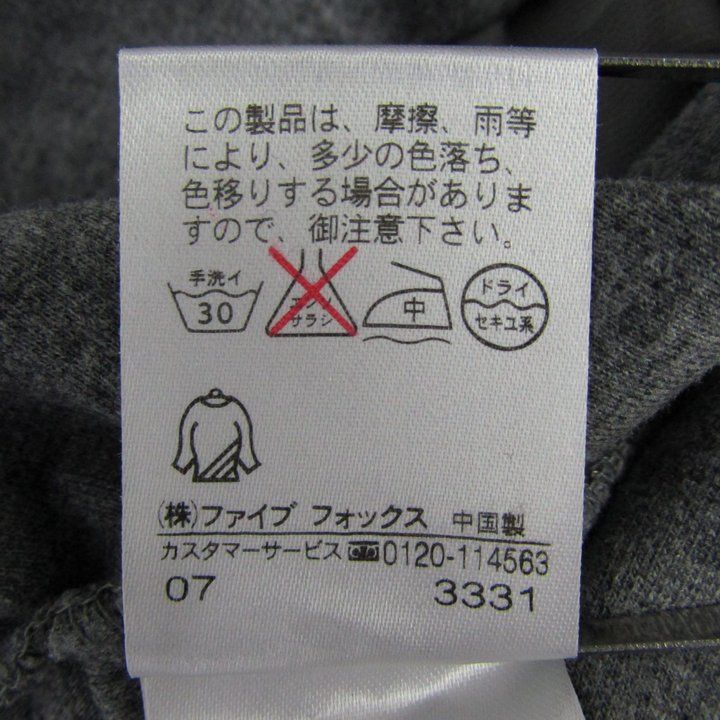 この製品は、摩擦、雨等
により、多少の色落ち、
色移りする場合がありま
すので、御注意下さい。
手洗イ
30
エンソ
サラシ
中
ドライ
セキユ系
(株)ファイブ フォックス 中国製
カスタマーサービス 0120-114563
07 3331